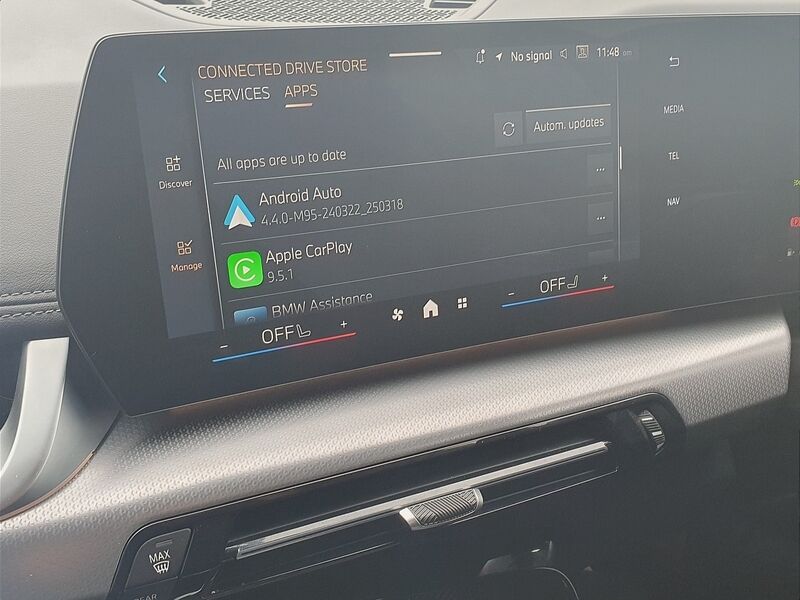 CONNECTED DRIVE STORE
No signal
11:48
SERVICES APPS
MEDIA
Autom. updates
All apps are up to date
TEL
Discover
Android Auto
4.4.0-M95-240322_250318
NAV
Manage
Apple CarPlay
9.5.1
BMW Assistance
- OFF +
- OFF +
MAX
REAR